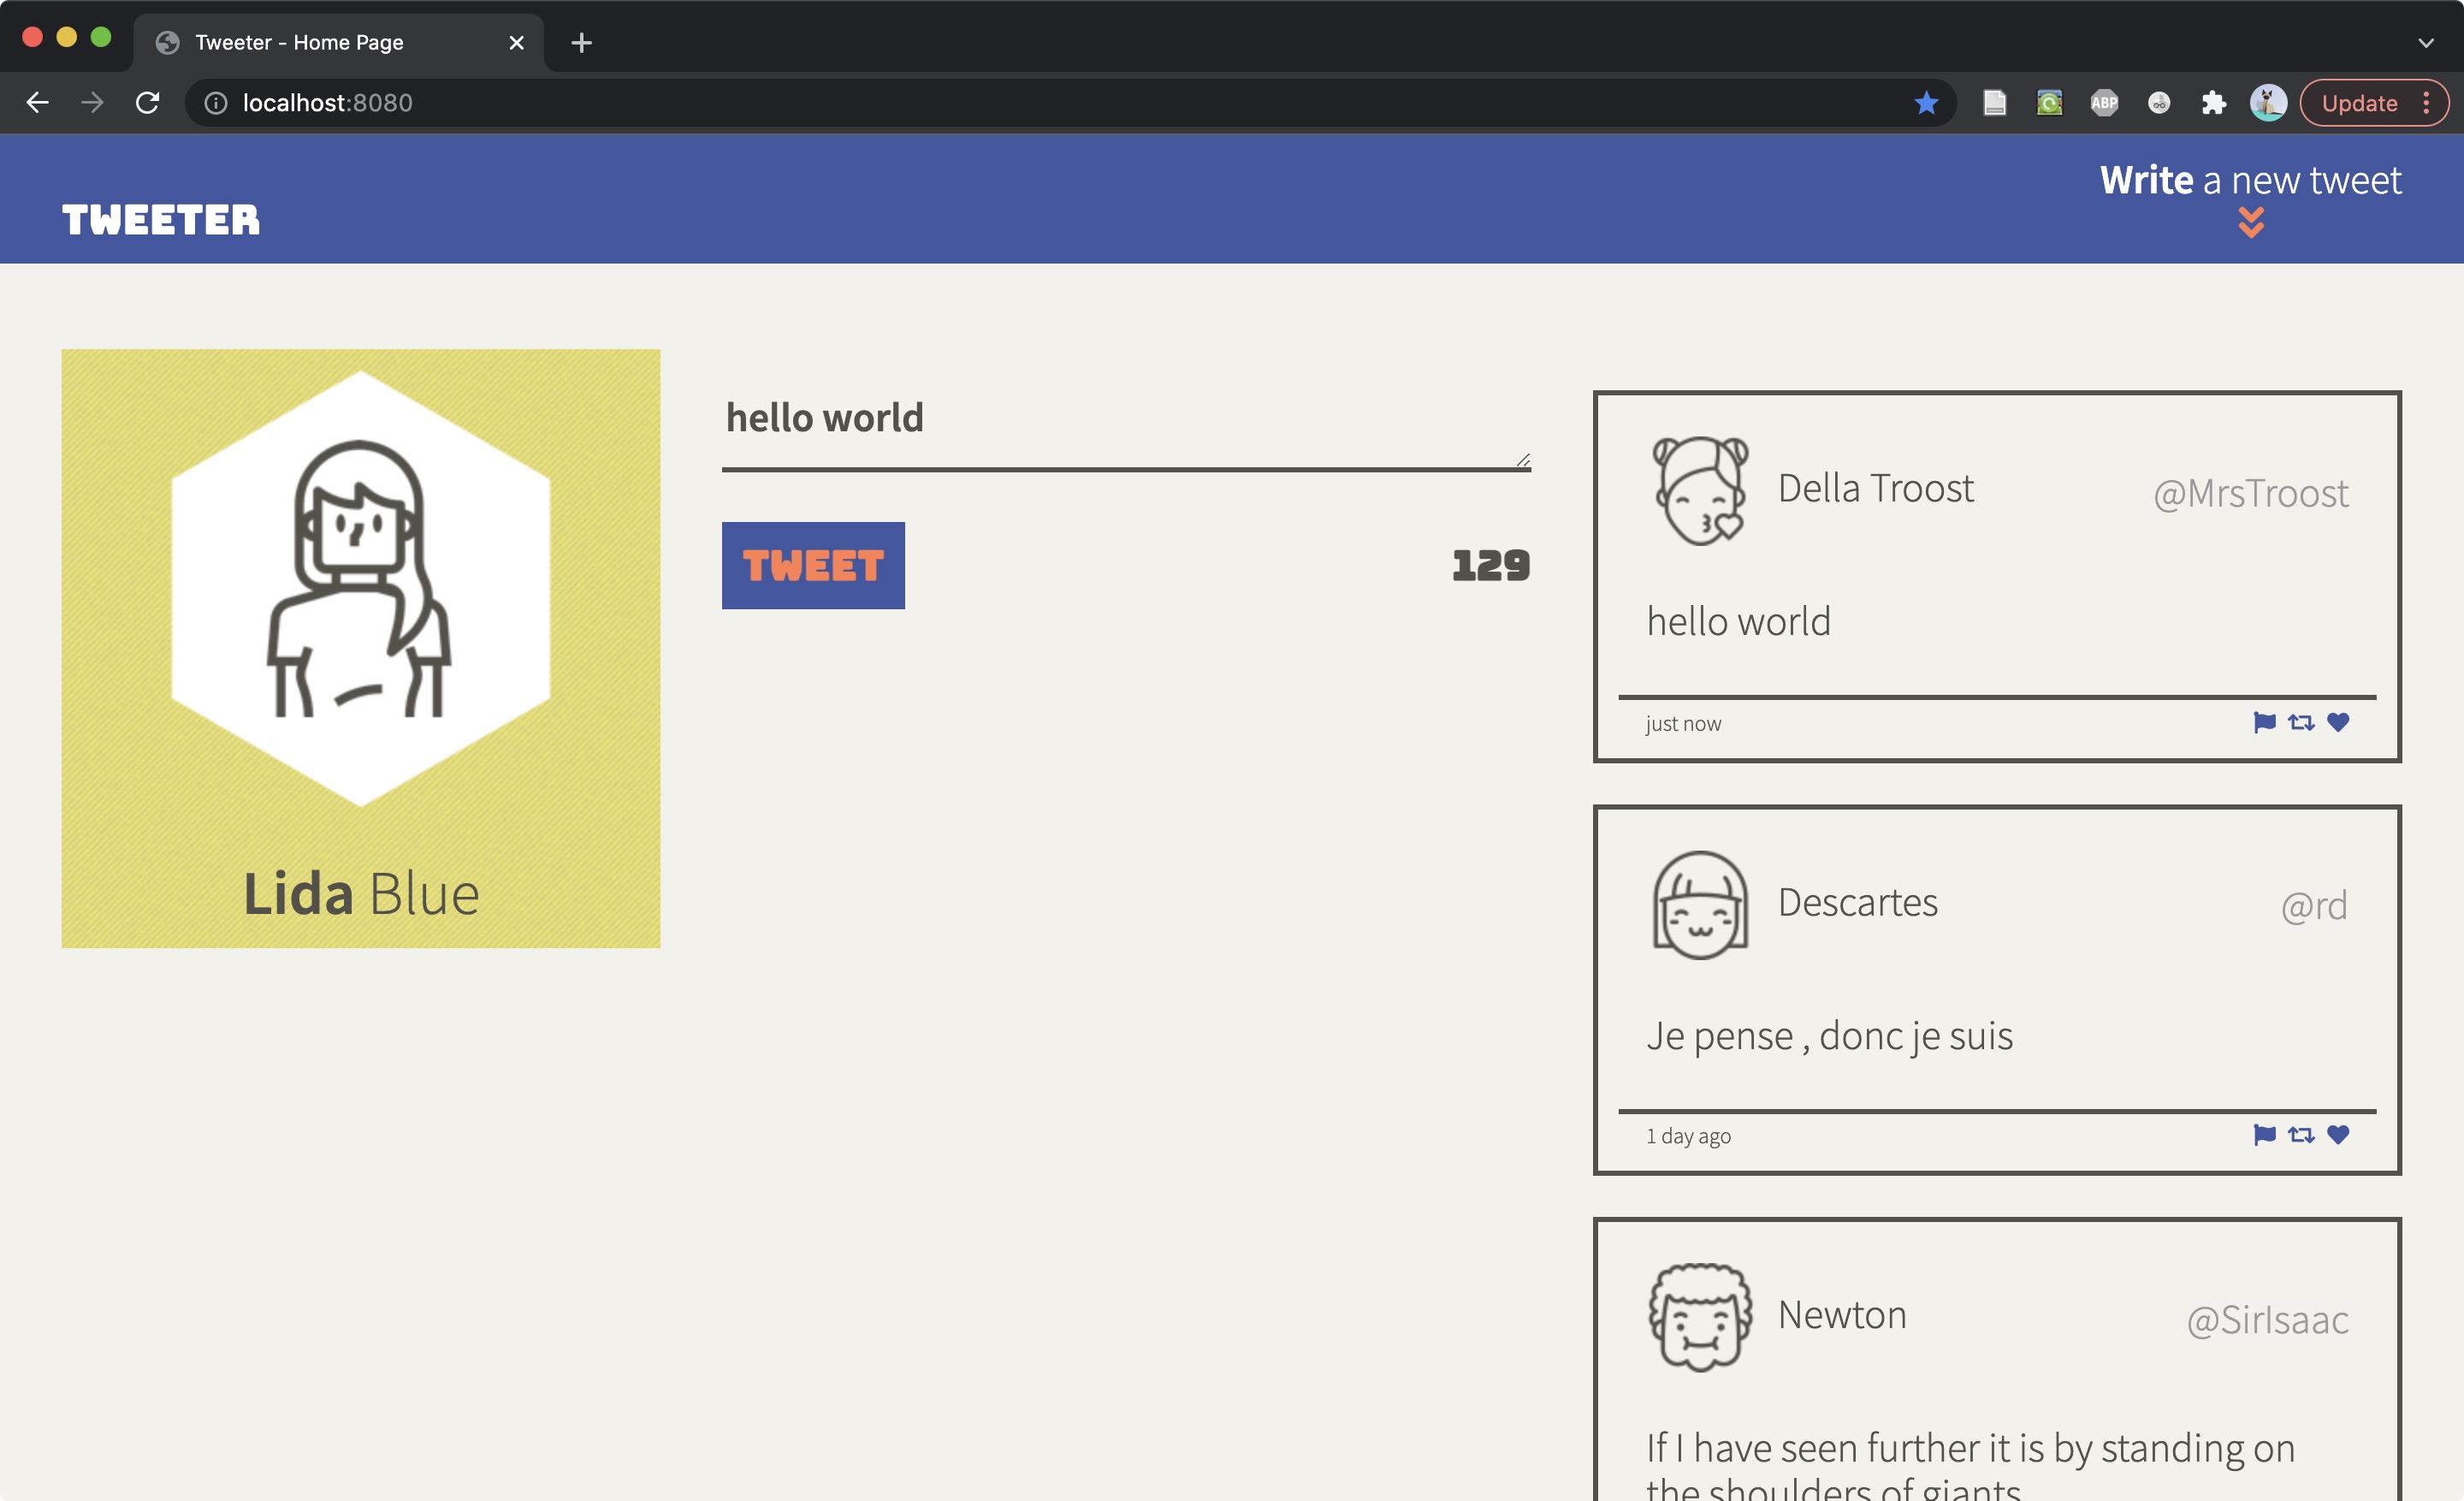 Tweeter - Home Page
localhost:8080
ABP
Update
TWEETER
Write a new tweet
Lida Blue
hello world
TWEET
129
Della Troost
@MrsTroost
hello world
just now
Descartes
@rd
Je pense , donc je suis
1 day ago
Newton
@SirIsaac
If I have seen further it is by standing on
the shoulders of giants